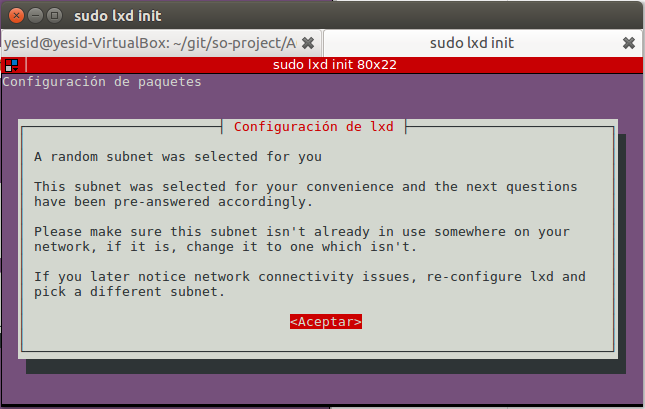 sudo lxd init
yesid@yesid-VirtualBox: ~/git/so-project/A
sudo lxd init
sudo lxd init 80x22
Configuración de paquetes
Configuración de lxd
A random subnet was selected for you
This subnet was selected for your convenience and the next questions
have been pre-answered accordingly.
Please make sure this subnet isn't already in use somewhere on your
network, if it is, change it to one which isn't.
If you later notice network connectivity issues, re-configure lxd and
pick a different subnet.
<Aceptar>